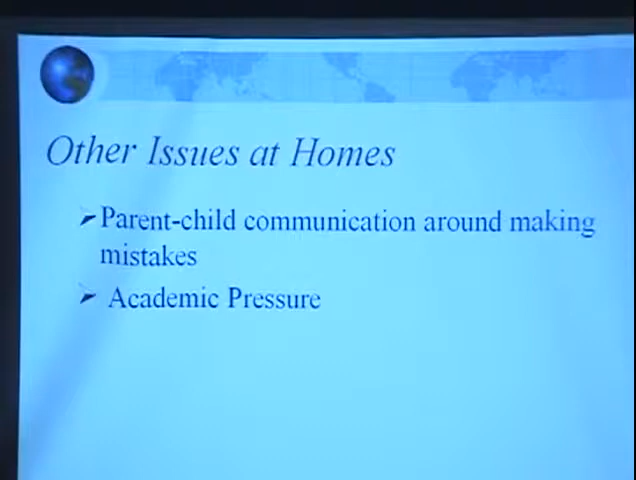 Other Issues at Homes
Parent-child communication around making
mistakes
Academic Pressure